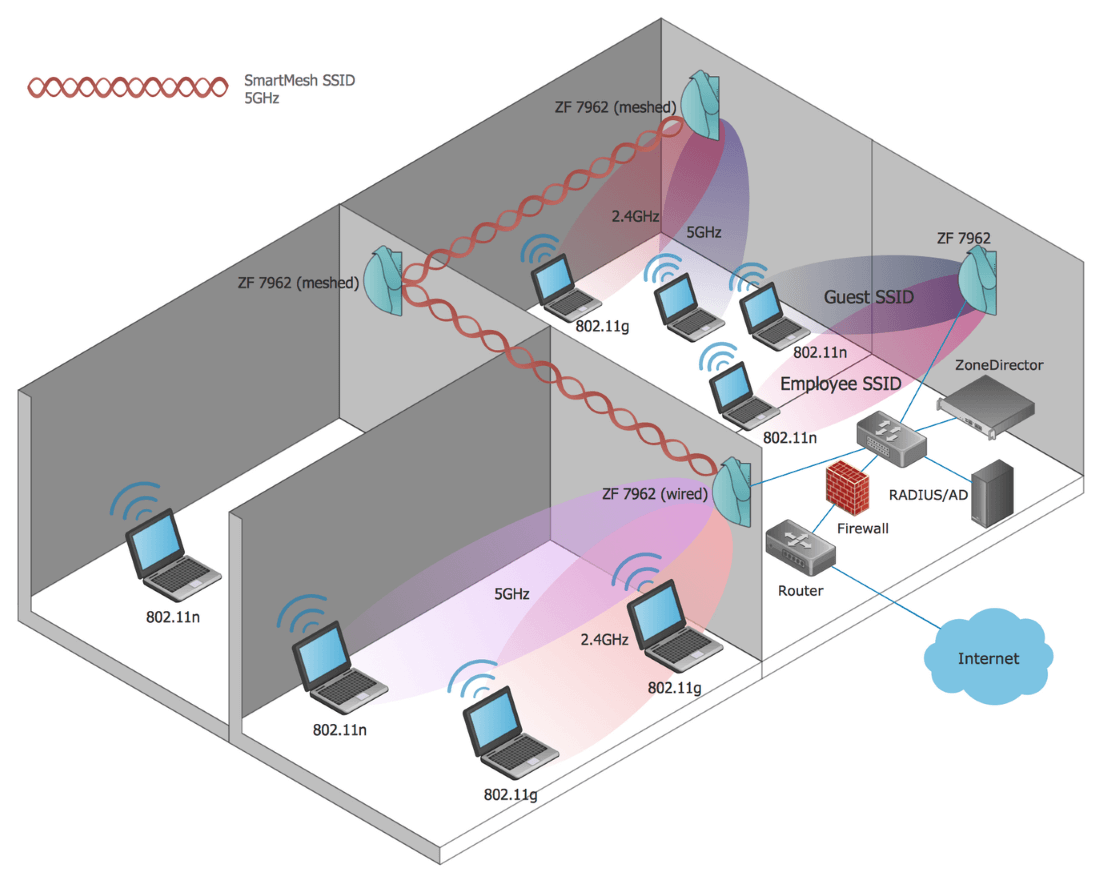 SmartMesh SSID
5GHz
ZF 7962 (meshed)
2.4GHz
5GHz
ZF 7962
ZF 7962 (meshed)
Guest SSID
802.11g
802.11n
ZoneDirector
Employee SSID
802.11n
ZF 7962 (wired)
RADIUS/AD
Firewall
Router
5GHz
802.11n
2.4GHz
Internet
802.11g
802.11n
802.11g